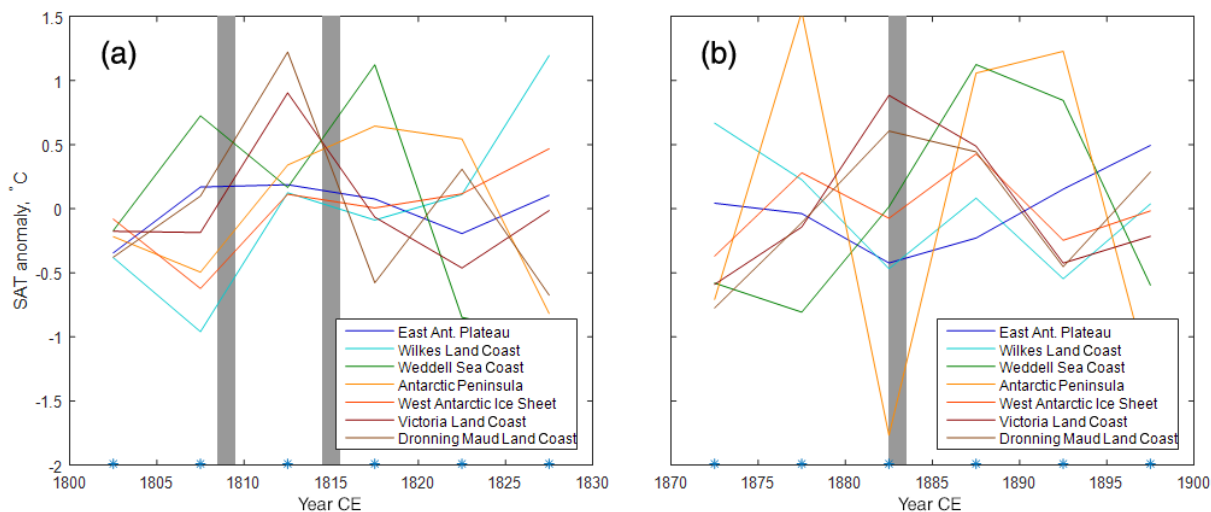 (a)
SAT anomaly, °C
1.5
1
0.5
0
-0.5
-1
-1.5
-2
1800 1805 1810 1815 1820 1825 1830
Year CE
East Ant. Plateau
Wilkes Land Coast
Weddell Sea Coast
Antarctic Peninsula
West Antarctic Ice Sheet
Victoria Land Coast
Dronning Maud Land Coast
(b)
1870 1875 1880 1885 1890 1895 1900
Year CE
East Ant. Plateau
Wilkes Land Coast
Weddell Sea Coast
Antarctic Peninsula
West Antarctic Ice Sheet
Victoria Land Coast
Dronning Maud Land Coast